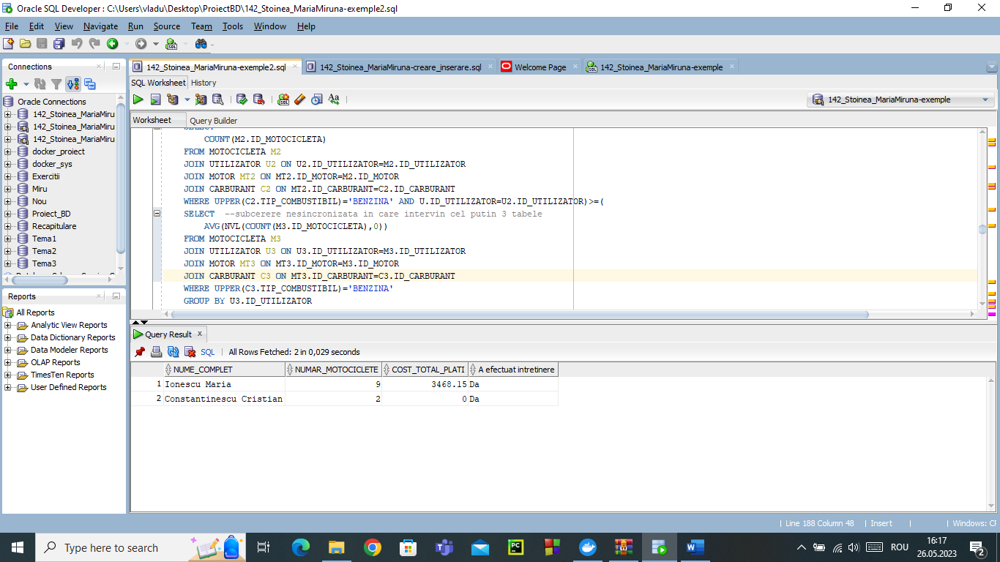 Oracle SQL Developer : C:\Users\vladu\Desktop\ProiectBD\142_Stoinea_MariaMiruna-exemple2.sql
File Edit View Navigate Run Source Team Tools Window Help
Connections
Oracle Connections
142_Stoinea_MariaMiru
142_Stoinea_MariaMiru
142_Stoinea_MariaMiru
docker_proiect
docker_sys
Exercitii
Miru
Nou
Proiect_BD
Recapitulare
Tema1
Tema2
Tema3
Reports
All Reports
Analytic View Reports
Data Dictionary Reports
Data Modeler Reports
OLAP Reports
TimesTen Reports
User Defined Reports
142_Stoinea_MariaMiruna-exemple2.sql 142_Stoinea_MariaMiruna-creare_inserare.sql Welcome Page 142_Stoinea_MariaMiruna-exemple
SQL Worksheet History
142_Stoinea_MariaMiruna-exemple
Worksheet Query Builder
SELECT
COUNT(M2.ID_MOTOCICLETA)
FROM MOTOCICLETA M2
JOIN UTILIZATOR U2 ON U2.ID_UTILIZATOR=M2.ID_UTILIZATOR
JOIN MOTOR MT2 ON MT2.ID_MOTOR=M2.ID_MOTOR
JOIN CARBURANT C2 ON MT2.ID_CARBURANT=C2.ID_CARBURANT
WHERE UPPER(C2.TIP_COMBUSTIBIL)='BENZINA' AND U.ID_UTILIZATOR=U2.ID_UTILIZATOR)>=(
SELECT --subcerere nesincronizata in care intervin cel putin 3 tabele
AVG(NVL(COUNT(M3.ID_MOTOCICLETA),0))
FROM MOTOCICLETA M3
JOIN UTILIZATOR U3 ON U3.ID_UTILIZATOR=M3.ID_UTILIZATOR
JOIN MOTOR MT3 ON MT3.ID_MOTOR=M3.ID_MOTOR
JOIN CARBURANT C3 ON MT3.ID_CARBURANT=C3.ID_CARBURANT
WHERE UPPER(C3.TIP_COMBUSTIBIL)='BENZINA'
GROUP BY U3.ID_UTILIZATOR
Query Result x
SQL | All Rows Fetched: 2 in 0,029 seconds
NUME_COMPLET NUMAR_MOTOCICLETE COST_TOTAL_PLATI A efectuat intretinere
1 Ionescu Maria 9 3468.15 Da
2 Constantinescu Cristian 2 0 Da
Line 188 Column 48 | Insert | Windows: CF
Type here to search
ROU
16:17
26.05.2023
2